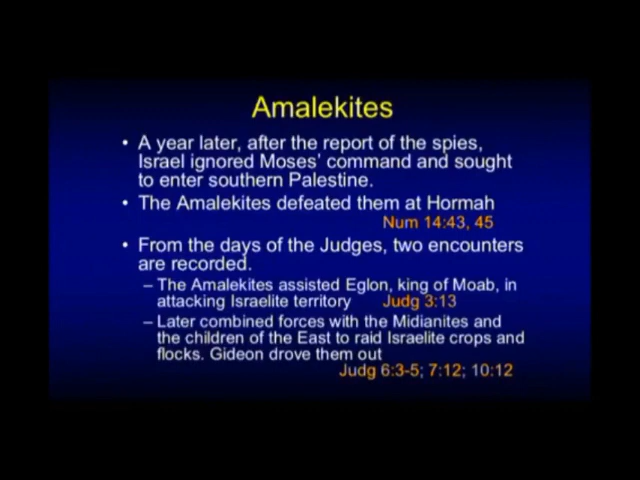 Amalekites
• A year later, after the report of the spies,
Israel ignored Moses' command and sought
to enter southern Palestine.
• The Amalekites defeated them at Hormah
Num 14:43, 45
• From the days of the Judges, two encounters
are recorded.
– The Amalekites assisted Eglon, king of Moab, in
attacking Israelite territory Judg 3:13
– Later combined forces with the Midianites and
the children of the East to raid Israelite crops and
flocks. Gideon drove them out
Judg 6:3-5; 7:12; 10:12